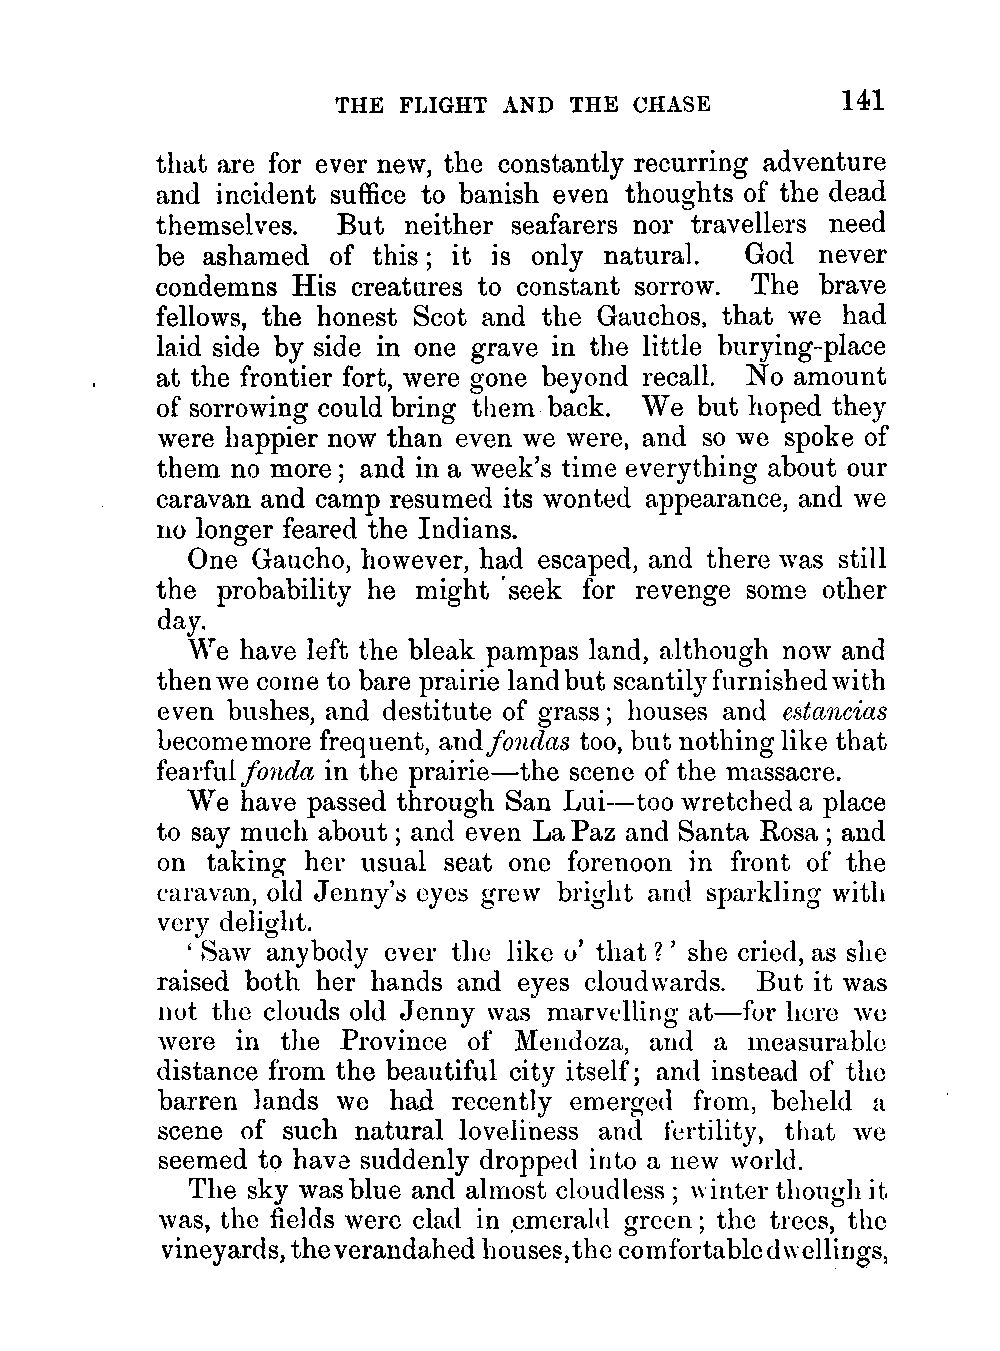 THE FLIGHT AND THE CHASE 141
that are for ever new, the constantly recurring adventure
and incident suffice to banish even thoughts of the dead
themselves. But neither seafarers nor travellers need
be ashamed of this; it is only natural. God never
condemns His creatures to constant sorrow. The brave
fellows, the honest Scot and the Gauchos, that we had
laid side by side in one grave in the little burying-place
at the frontier fort, were gone beyond recall. No amount
of sorrowing could bring them back. We but hoped they
were happier now than even we were, and so we spoke of
them no more; and in a week's time everything about our
caravan and camp resumed its wonted appearance, and we
no longer feared the Indians.
One Gaucho, however, had escaped, and there was still
the probability he might seek for revenge some other
day.
We have left the bleak pampas land, although now and
then we come to bare prairie land but scantily furnished with
even bushes, and destitute of grass; houses and estancias
become more frequent, and fondas too, but nothing like that
fearful fonda in the prairie—the scene of the massacre.
We have passed through San Lui—too wretched a place
to say much about; and even La Paz and Santa Rosa; and
on taking her usual seat one forenoon in front of the
caravan, old Jenny's eyes grew bright and sparkling with
very delight.
'Saw anybody ever the like o' that?' she cried, as she
raised both her hands and eyes cloudwards. But it was
not the clouds old Jenny was marvelling at—for here we
were in the Province of Mendoza, and a measurable
distance from the beautiful city itself; and instead of the
barren lands we had recently emerged from, beheld a
scene of such natural loveliness and fertility, that we
seemed to have suddenly dropped into a new world.
The sky was blue and almost cloudless; winter though it
was, the fields were clad in emerald green; the trees, the
vineyards, the verandahed houses, the comfortable dwellings,